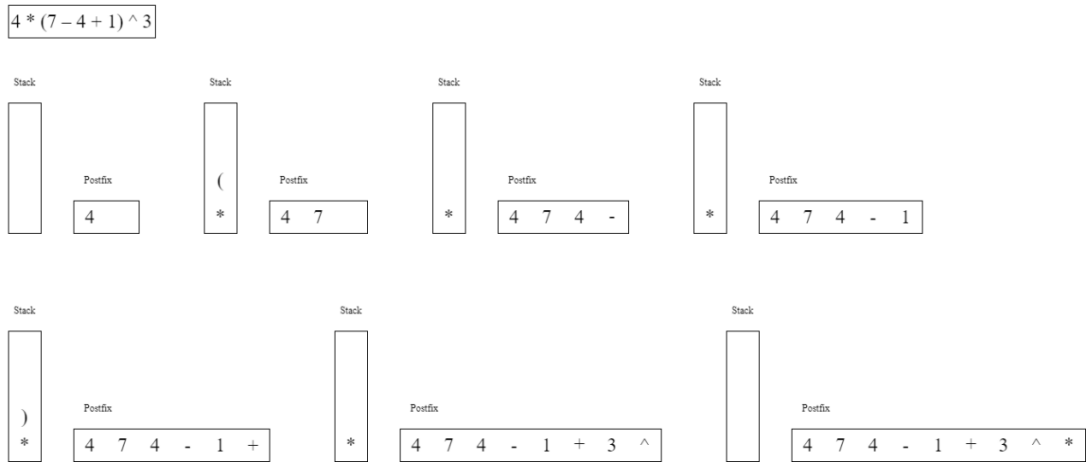 4 * (7 – 4 + 1) ^ 3
Stack Stack Stack Stack
Postfix Postfix Postfix Postfix
(
4 * 4 7 * 4 7 4 - * 4 7 4 - 1
Stack Stack Stack
Postfix Postfix Postfix
)
* 4 7 4 - 1 + * 4 7 4 - 1 + 3 ^ 4 7 4 - 1 + 3 ^ *